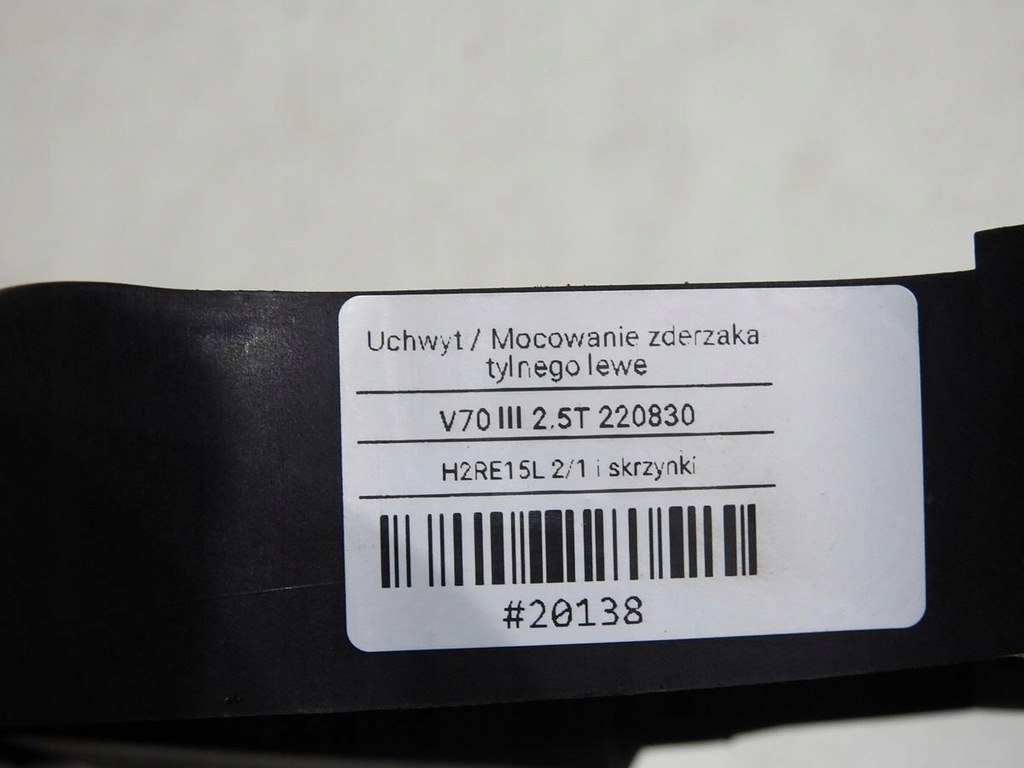 Uchwyt / Mocowanie zderzaka
tylnego lewe
V70 III 2.5T 220830
H2RE15L 2/1 i skrzynki
#20138